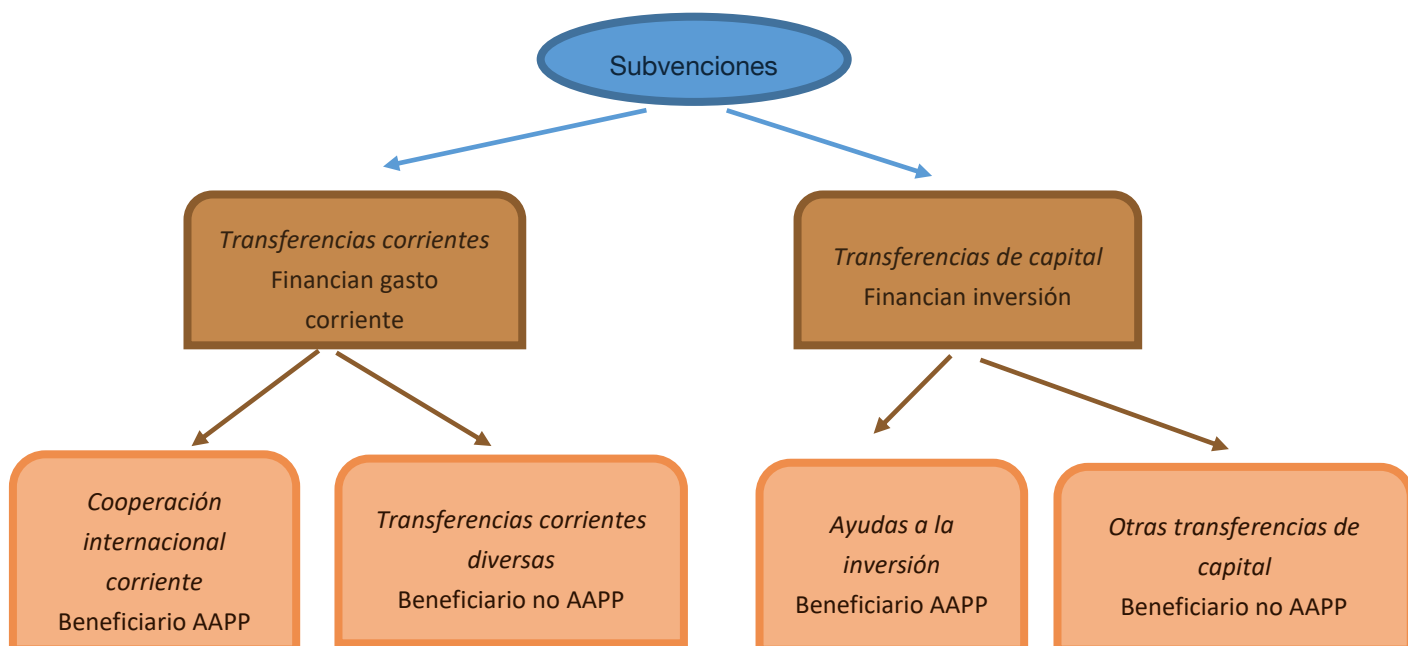 Subvenciones
Transferencias corrientes
Financian gasto
corriente
Transferencias de capital
Financian inversión
Cooperación
internacional
corriente
Beneficiario AAPP
Transferencias corrientes
diversas
Beneficiario no AAPP
Ayudas a la
inversión
Beneficiario AAPP
Otras transferencias de
capital
Beneficiario no AAPP